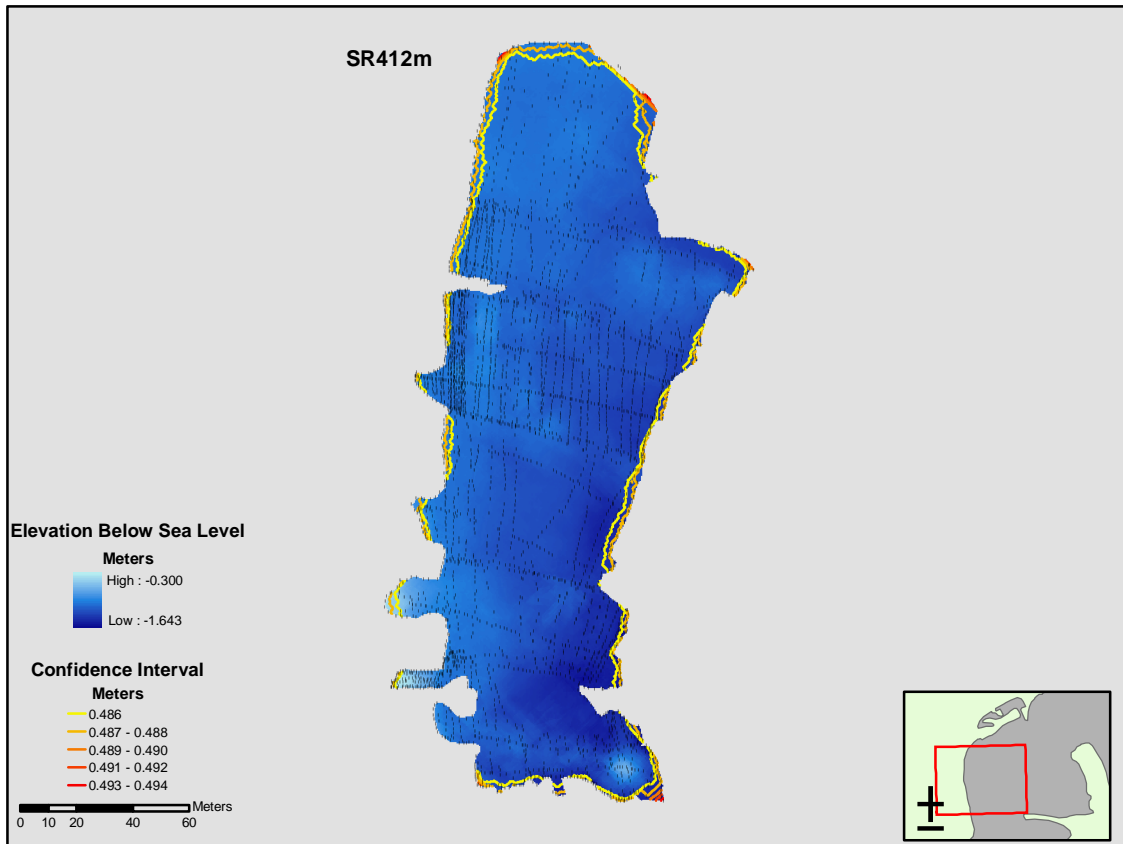 SR412m
Elevation Below Sea Level
Meters
High : -0.300
Low : -1.643
Confidence Interval
Meters
0.486
0.487 - 0.488
0.489 - 0.490
0.491 - 0.492
0.493 - 0.494
Meters
0 10 20 40 60